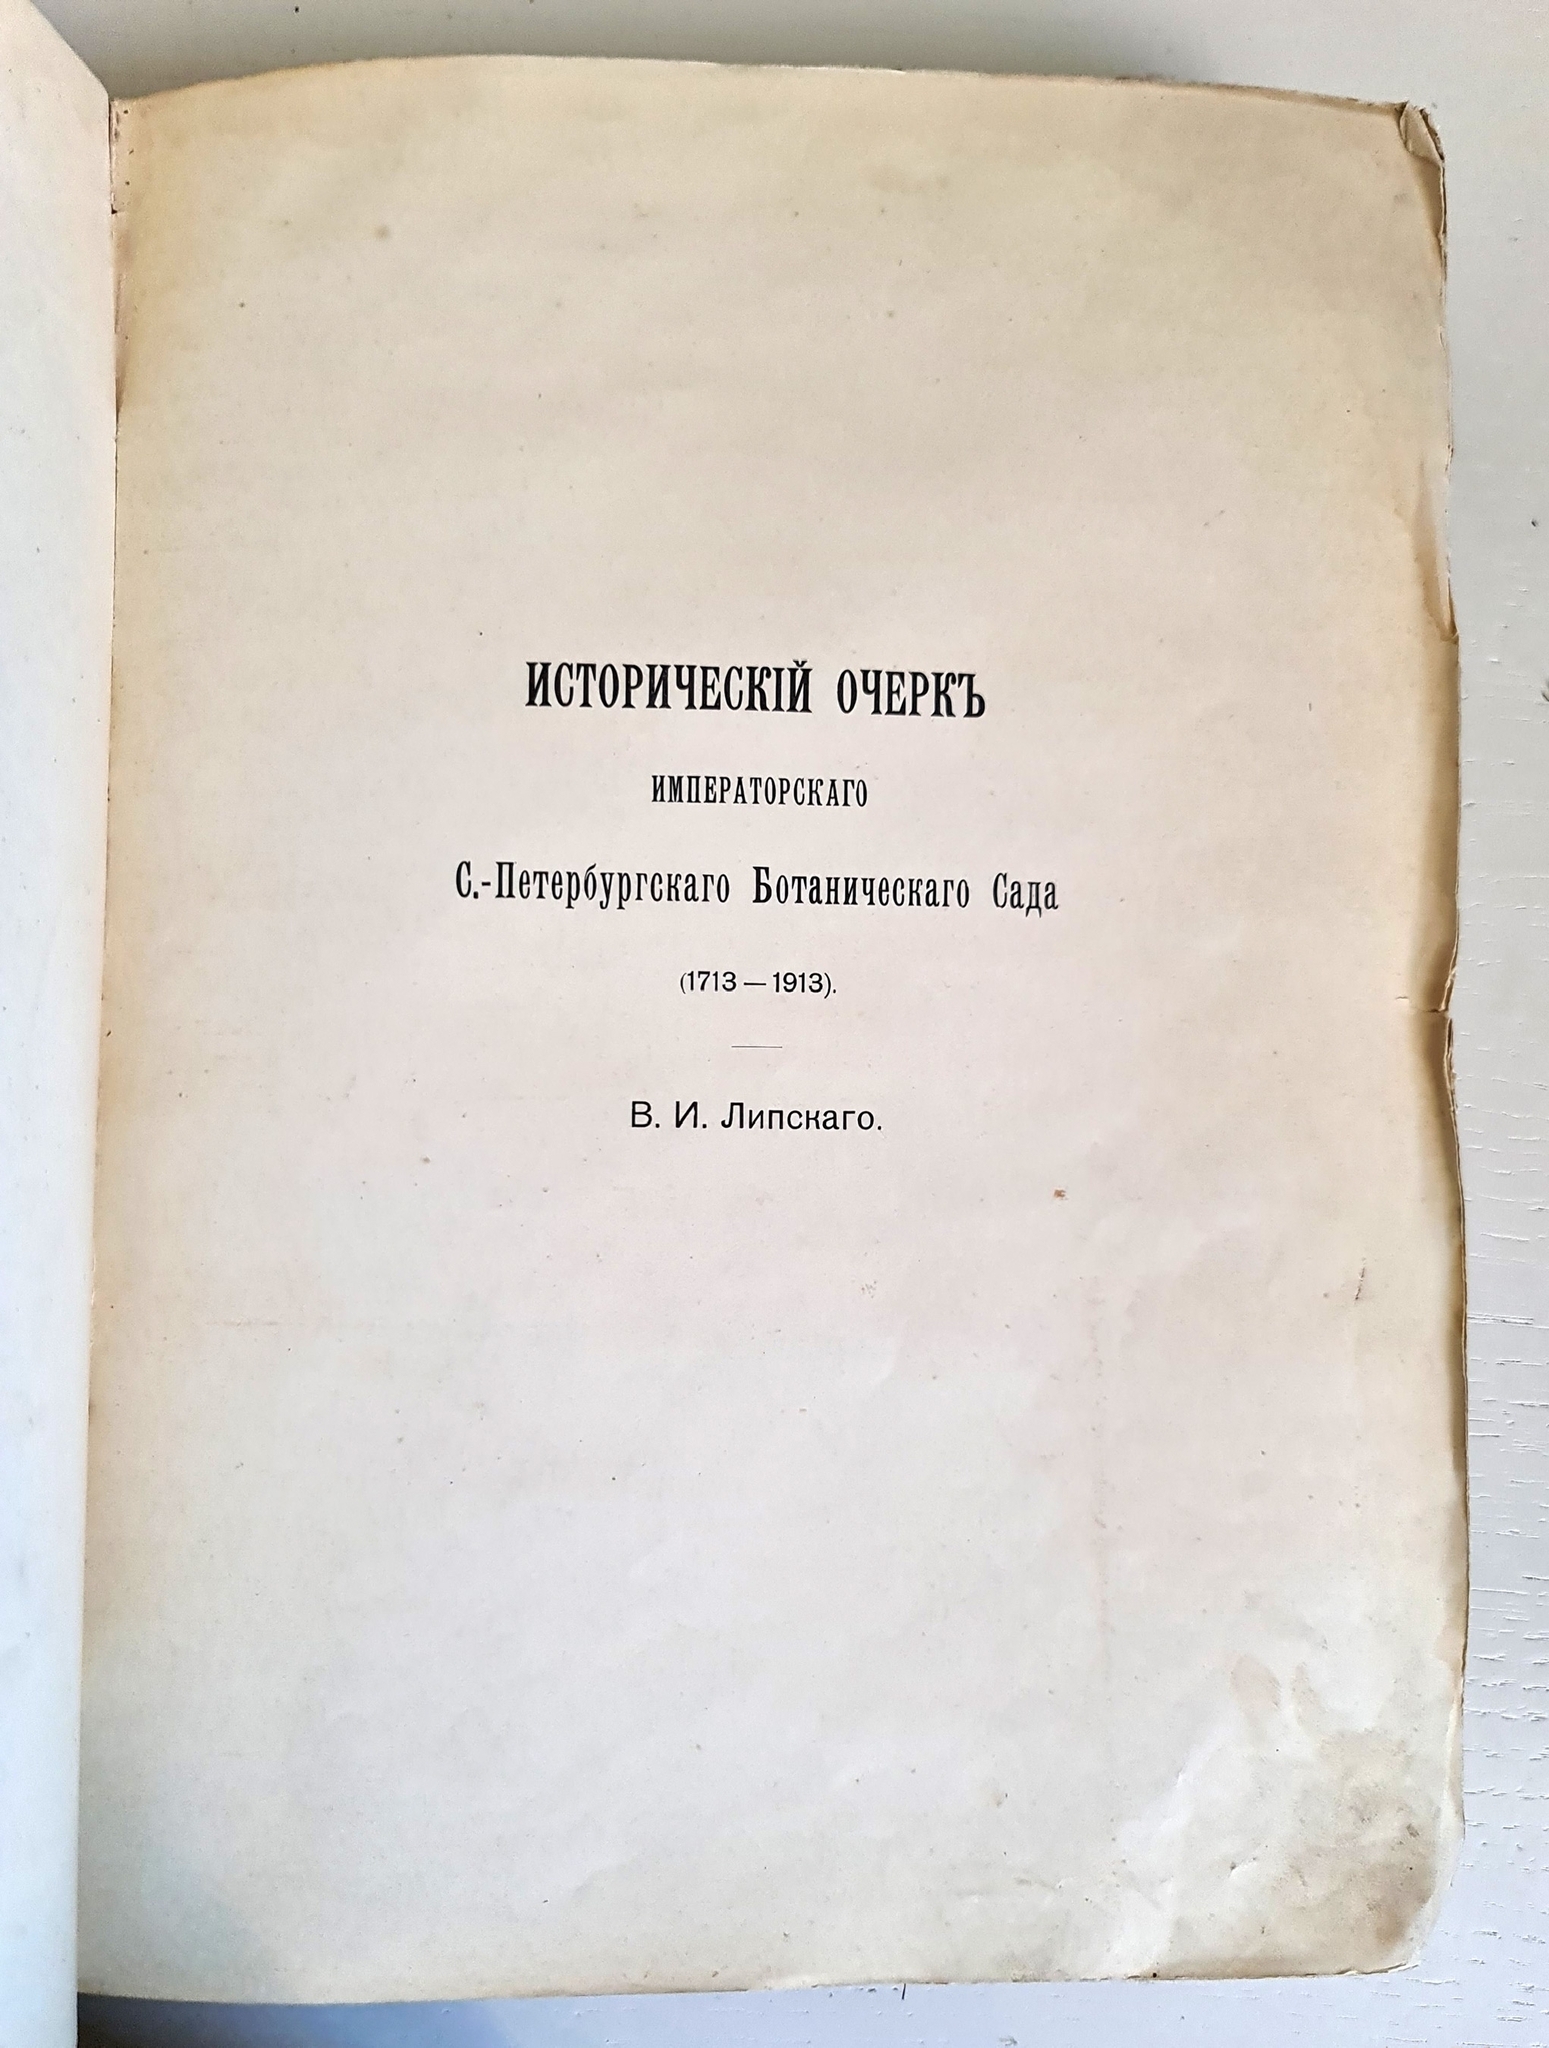 ИСТОРИЧЕСКІЙ ОЧЕРКЪ
ИМПЕРАТОРСКАГО
С.-Петербургскаго Ботаническаго Сада
(1713 — 1913).
В. И. Липскаго.